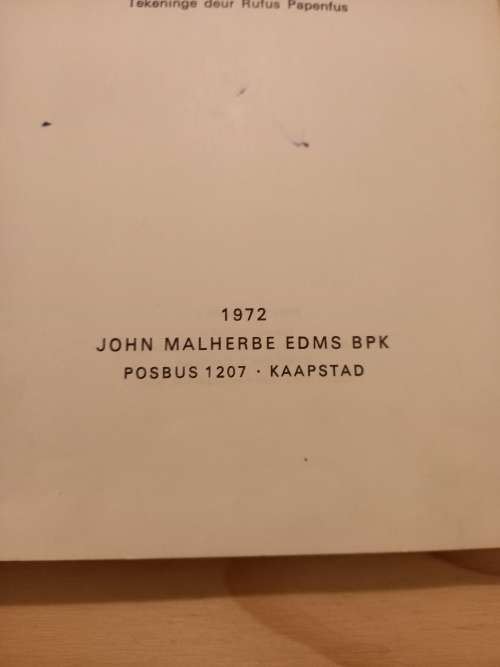 Tekeninge deur Rufus Papenfus
1972
JOHN MALHERBE EDMS BPK
POSBUS 1207 · KAAPSTAD